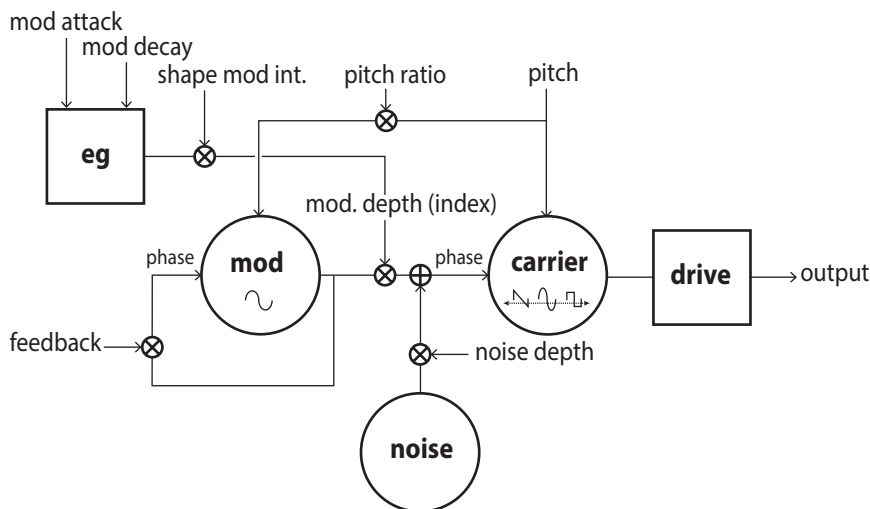 mod attack
mod decay
shape mod int.
pitch ratio
pitch
eg
mod. depth (index)
phase
mod
phase
carrier
drive
output
feedback
noise depth
noise